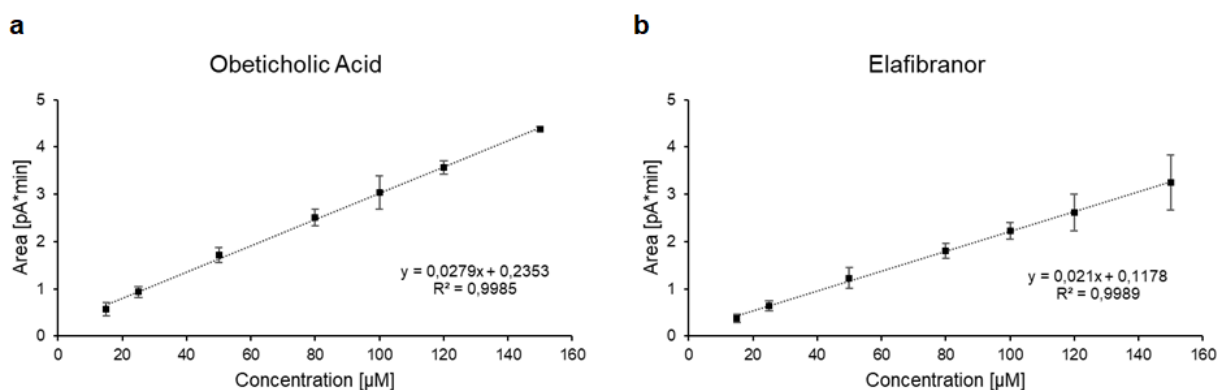 a
Obeticholic Acid
5
4
3
2
1
0
Area [pA*min]
0 20 40 60 80 100 120 140 160
Concentration [µM]
y = 0,0279x + 0,2353
R² = 0,9985
b
Elafibranor
5
4
3
2
1
0
Area [pA*min]
0 20 40 60 80 100 120 140 160
Concentration [µM]
y = 0,021x + 0,1178
R² = 0,9989